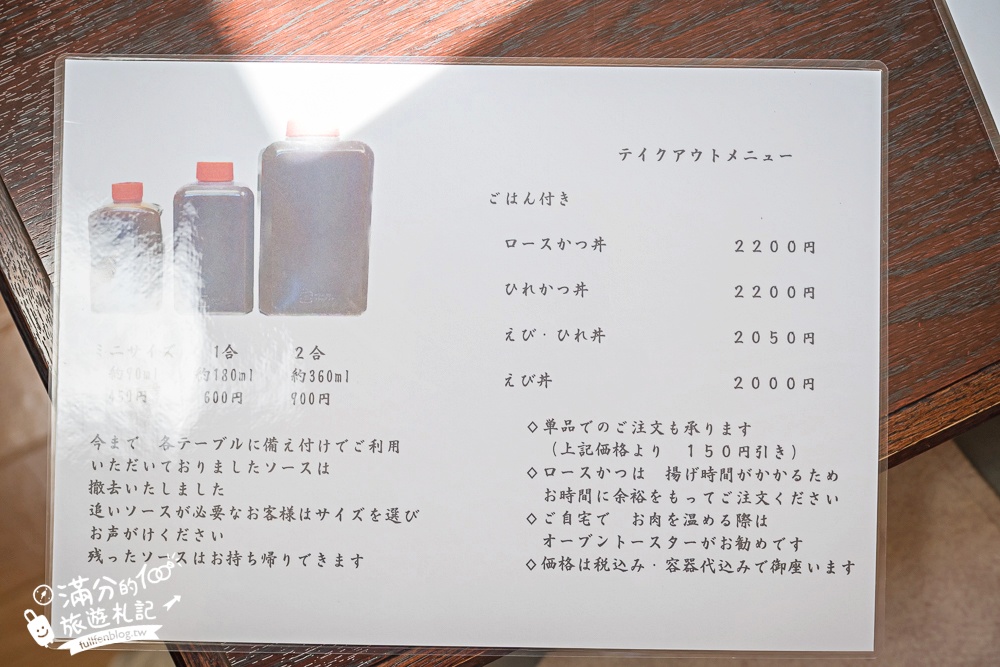 ミニサイズ 1合 2合
約90ml 約180ml 約360ml
600円 900円
今まで 各テーブルに備え付けでご利用
いただいておりましたソースは
撤去いたしました
追いソースが必要なお客様はサイズを選び
お声がけください
残ったソースはお持ち帰りできます
テイクアウトメニュー
ごはん付き
ロースかつ丼 2200円
ひれかつ丼 2200円
えび・ひれ丼 2050円
えび丼 2000円
◇単品でのご注文も承ります
(上記価格より 150円引き)
◇ロースかつは 揚げ時間がかかるため
お時間に余裕をもってご注文ください
◇ご自宅で お肉を温める際は
オーブントースターがお勧めです
◇価格は税込み・容器代込みで御座います
滿分的
旅遊札記
fullfenblog.tw